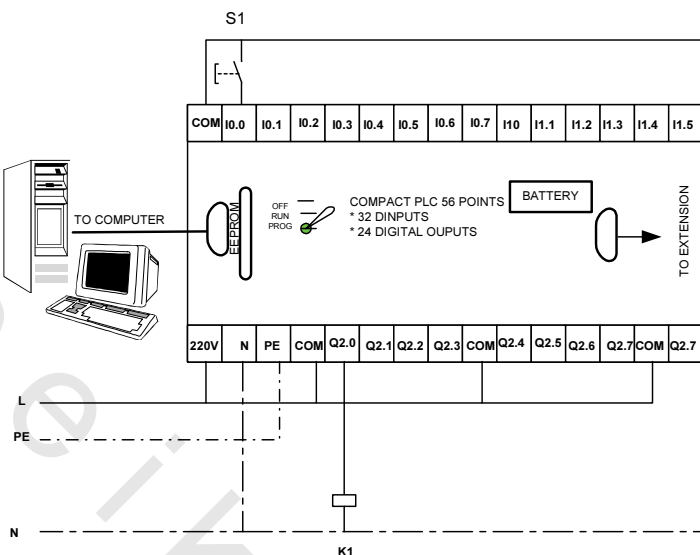 S1
COM I0.0 I0.1 I0.2 I0.3 I0.4 I0.5 I0.6 I0.7 I10 I1.1 I1.2 I1.3 I1.4 I1.5
TO COMPUTER
EEPROM
OFF
RUN
PROG
COMPACT PLC 56 POINTS
* 32 DINPUTS
* 24 DIGITAL OUPUTS
BATTERY
TO EXTENSION
220V N PE COM Q2.0 Q2.1 Q2.2 Q2.3 COM Q2.4 Q2.5 Q2.6 Q2.7 COM Q2.7
L
PE
N
K1